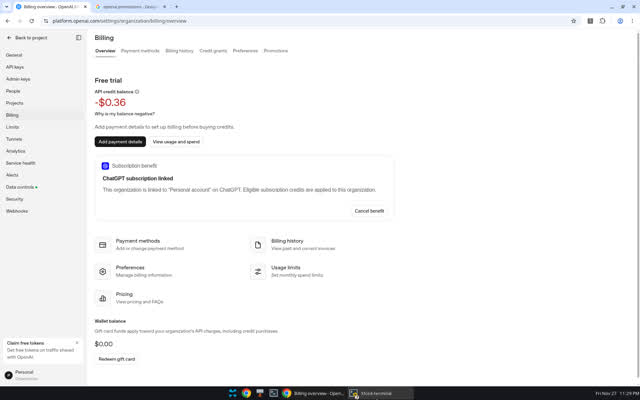 Billing overview - OpenAI A
openai permissions - Googl
platform.openai.com/settings/organization/billing/overview
Back to project
General
API keys
Admin keys
People
Projects
Billing
Limits
Tunnels
Analytics
Service health
Alerts
Data controls
Security
Webhooks
Claim free tokens
Get free tokens on traffic shared with OpenAI.
Personal
Organization
Billing
Overview
Payment methods
Billing history
Credit grants
Preferences
Promotions
Free trial
API credit balance
-$0.36
Why is my balance negative?
Add payment details to set up billing before buying credits.
Add payment details
View usage and spend
Subscription benefit
ChatGPT subscription linked
This organization is linked to "Personal account" on ChatGPT. Eligible subscription credits are applied to this organization.
Cancel benefit
Payment methods
Add or change payment method
Billing history
View past and current invoices
Preferences
Manage billing information
Usage limits
Set monthly spend limits
Pricing
View pricing and FAQs
Wallet balance
Gift card funds apply toward your organization's API charges, including credit purchases.
$0.00
Redeem gift card
Billing overview - Open...
Fri Nov 27
11:29 PM